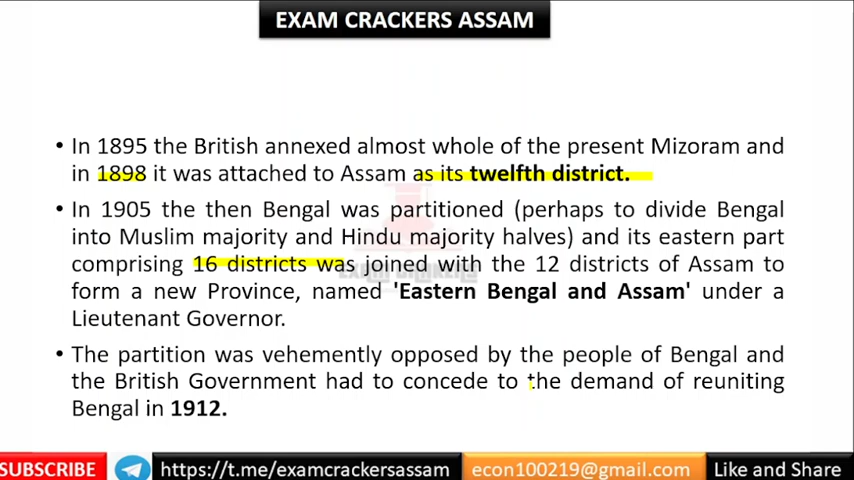 EXAM CRACKERS ASSAM
• In 1895 the British annexed almost whole of the present Mizoram and
in 1898 it was attached to Assam as its twelfth district.
• In 1905 the then Bengal was partitioned (perhaps to divide Bengal
into Muslim majority and Hindu majority halves) and its eastern part
comprising 16 districts was joined with the 12 districts of Assam to
form a new Province, named 'Eastern Bengal and Assam' under a
Lieutenant Governor.
• The partition was vehemently opposed by the people of Bengal and
the British Government had to concede to the demand of reuniting
Bengal in 1912.
SUBSCRIBE https://t.me/examcrackersassam econ100219@gmail.com Like and Share